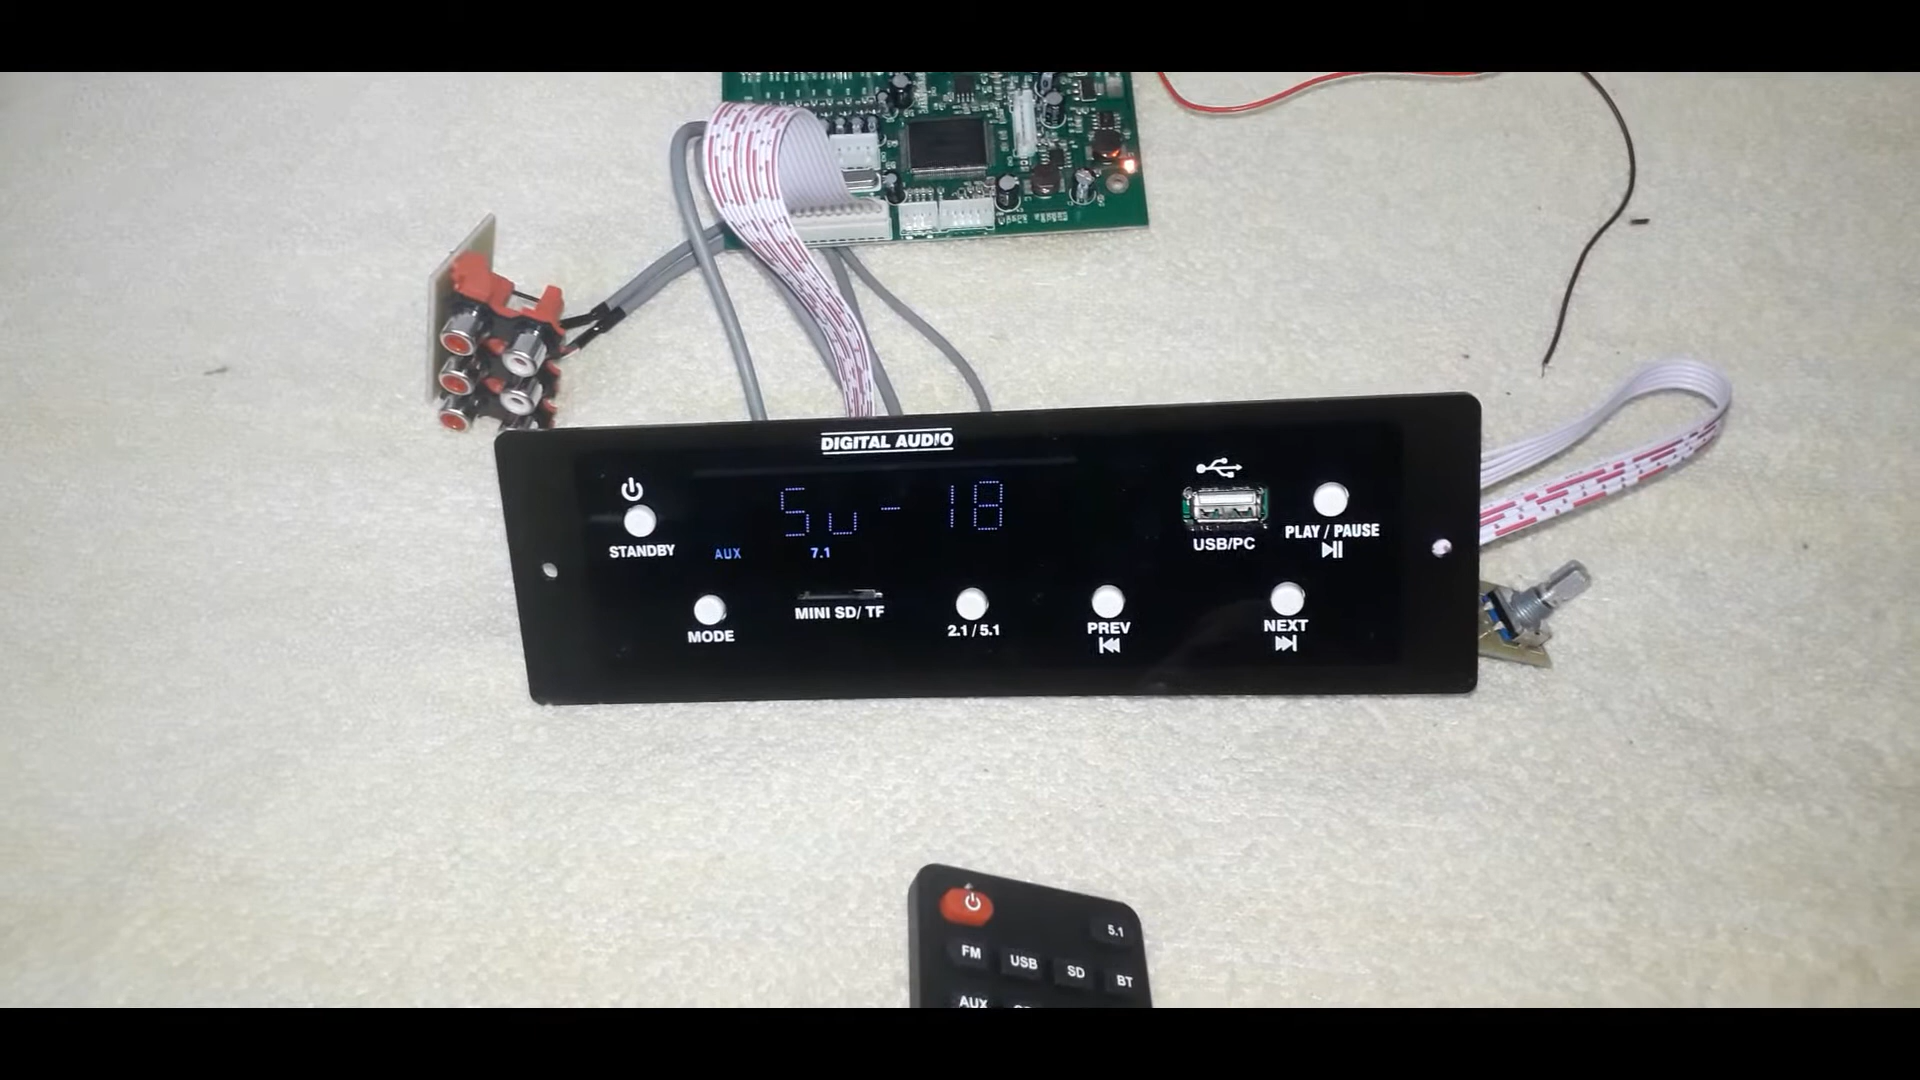 DIGITAL AUDIO
Su - 18
STANDBY
AUX
7.1
USB/PC
PLAY / PAUSE
MODE
MINI SD/ TF
2.1 / 5.1
PREV
NEXT
5.1
FM
USB
SD
BT
AUX